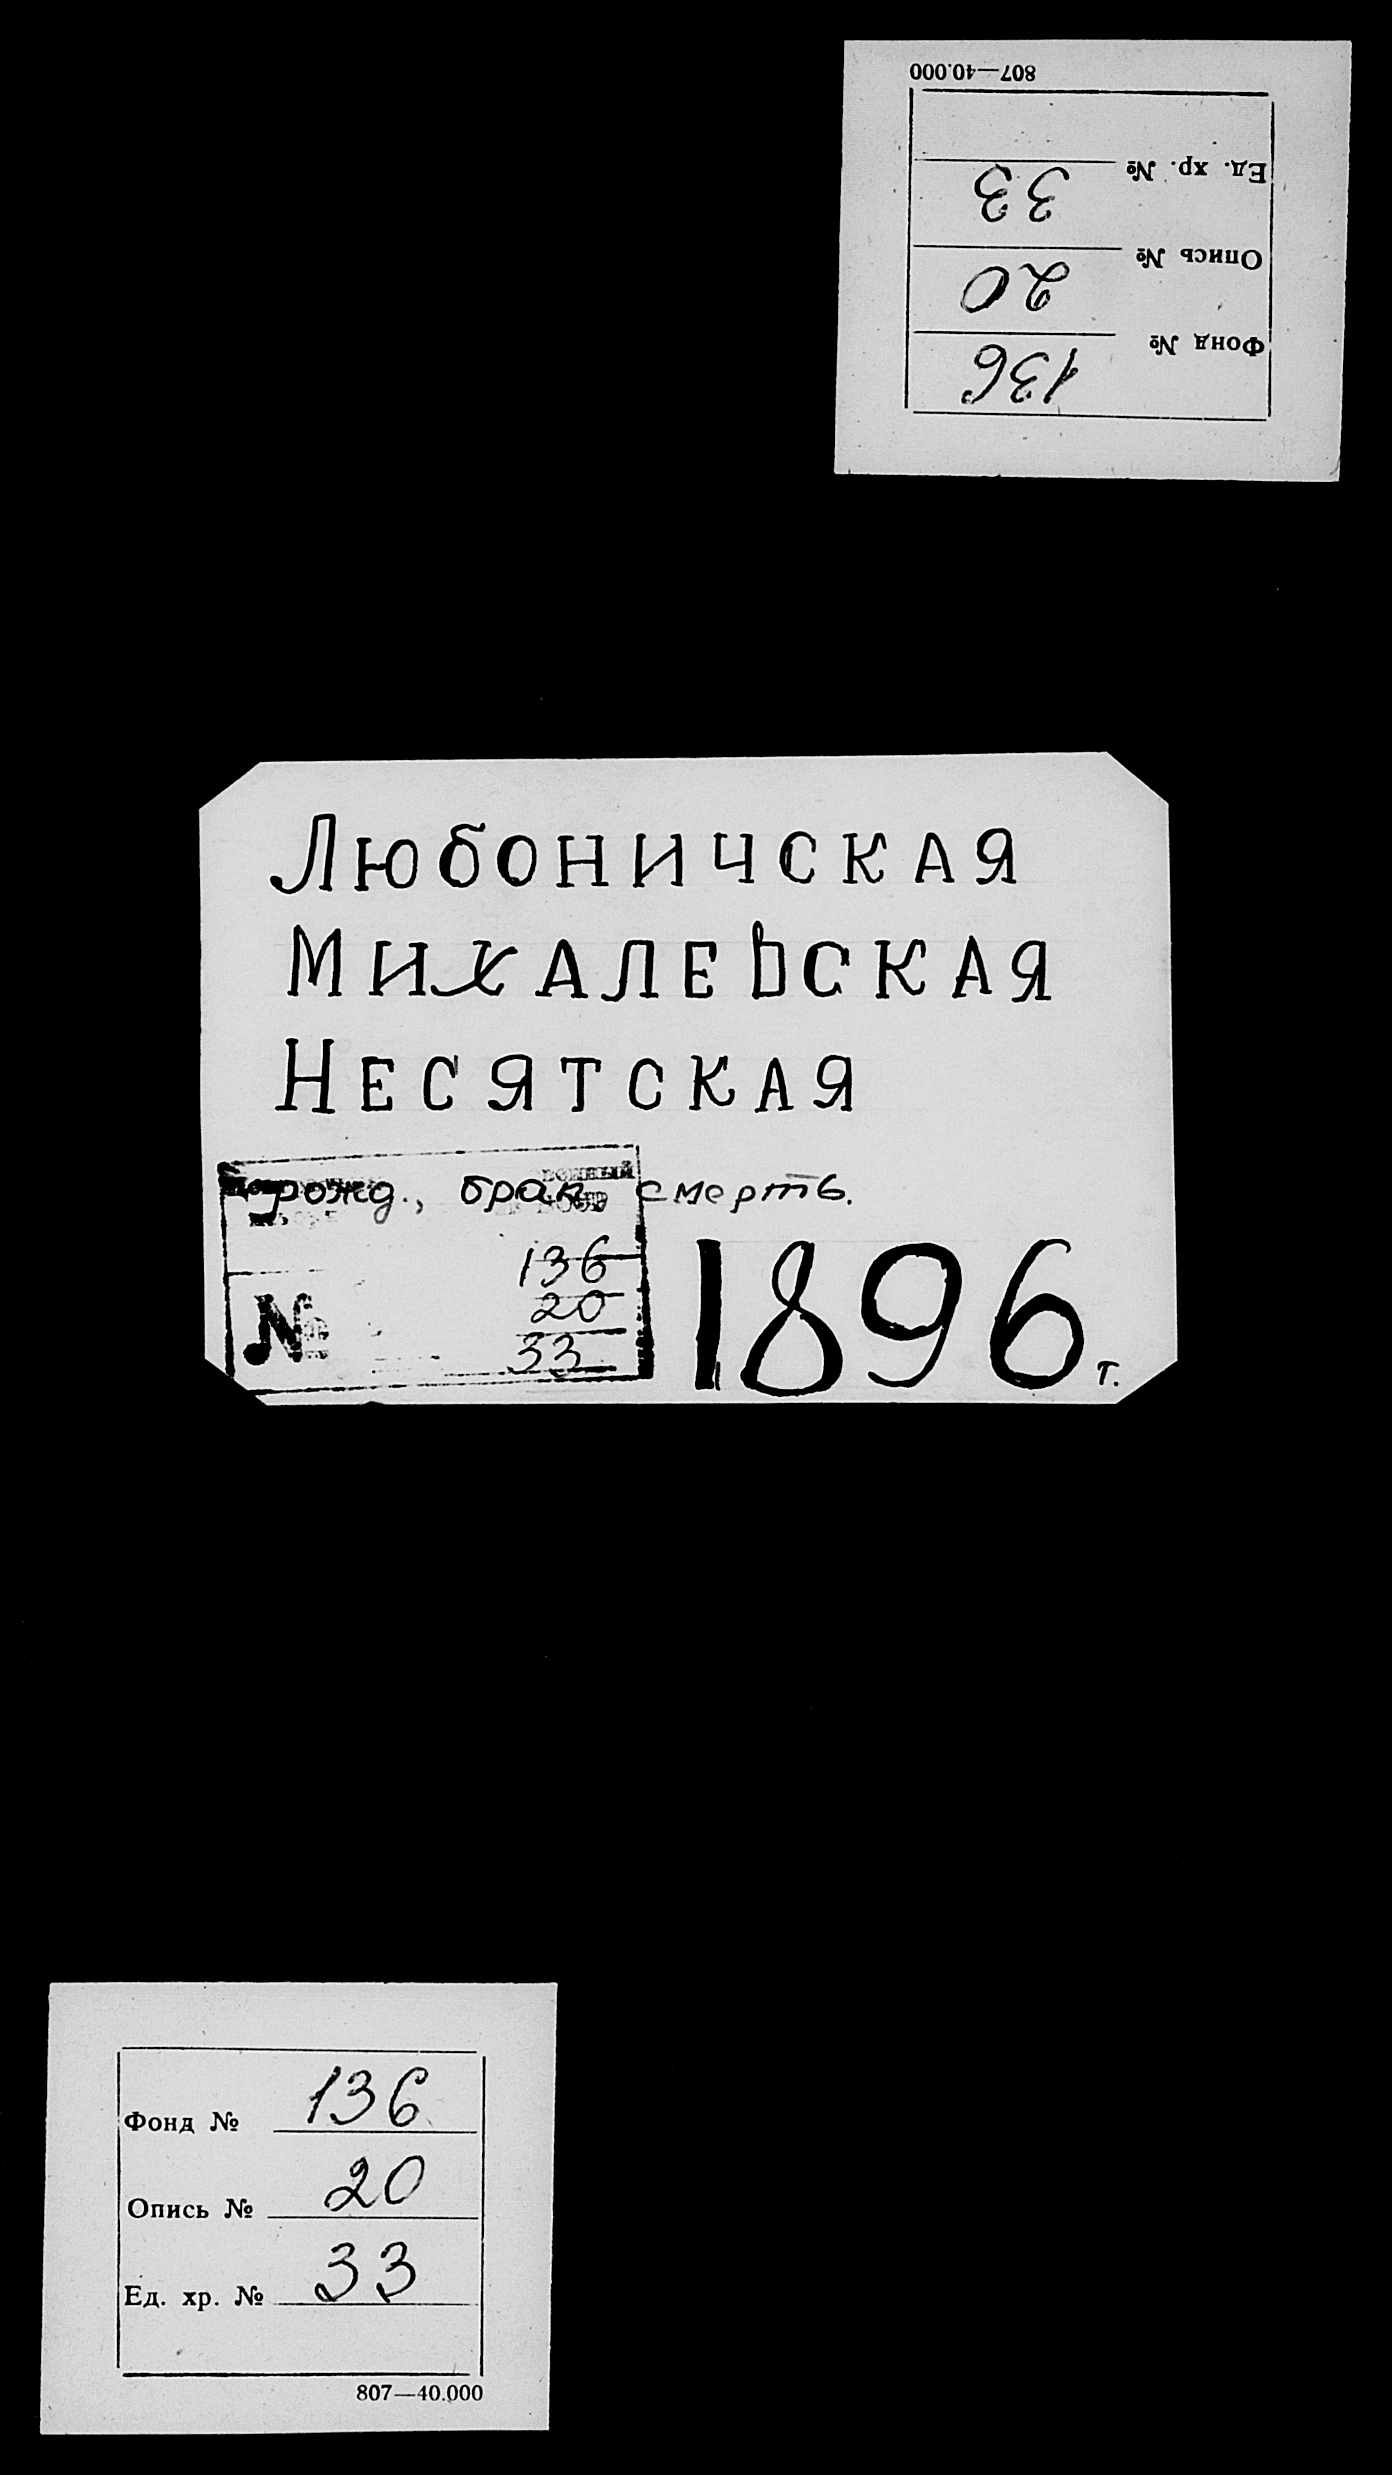 807—40.000
Ед. хр. № 33
Опись № 20
Фонд № 136
Любоничская
Михалевская
Несятская
рожд., брак, смерть.
136
20
№ 33
1896 г.
Фонд № 136
Опись № 20
Ед. хр. № 33
807—40.000